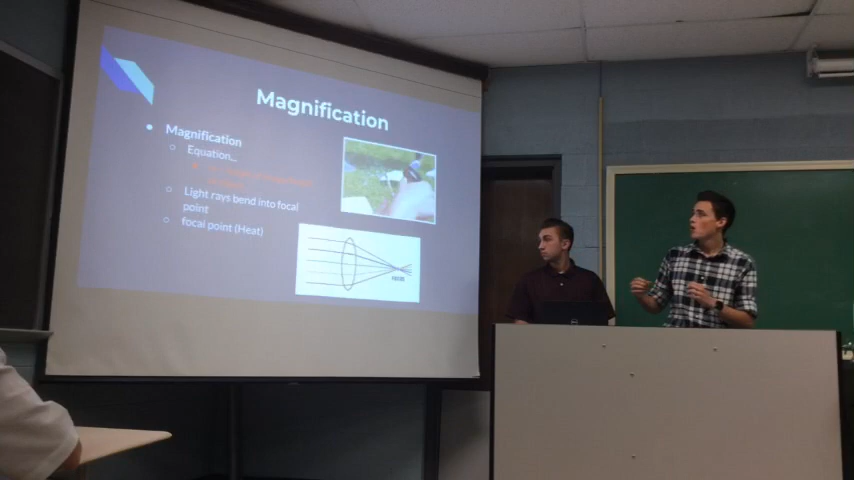 Magnification
Magnification
Equation...
Light rays bend into focal
point
focal point (Heat)